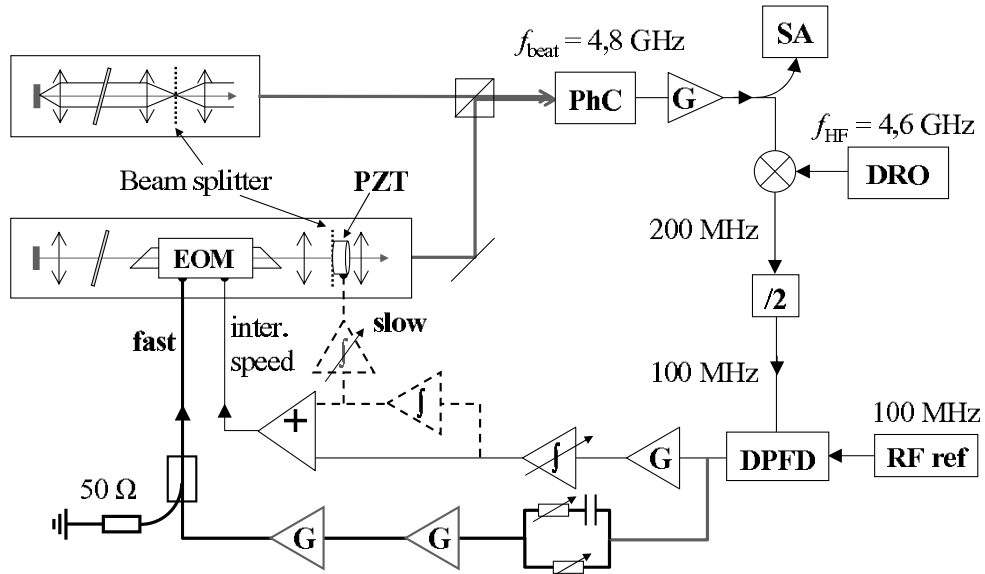 SA
f_beat = 4,8 GHz
PhC
G
f_HF = 4,6 GHz
DRO
Beam splitter
PZT
200 MHz
EOM
/2
fast
inter.
speed
slow
∫
100 MHz
∫
100 MHz
+
∫
G
DPFD
RF ref
50 Ω
G
G